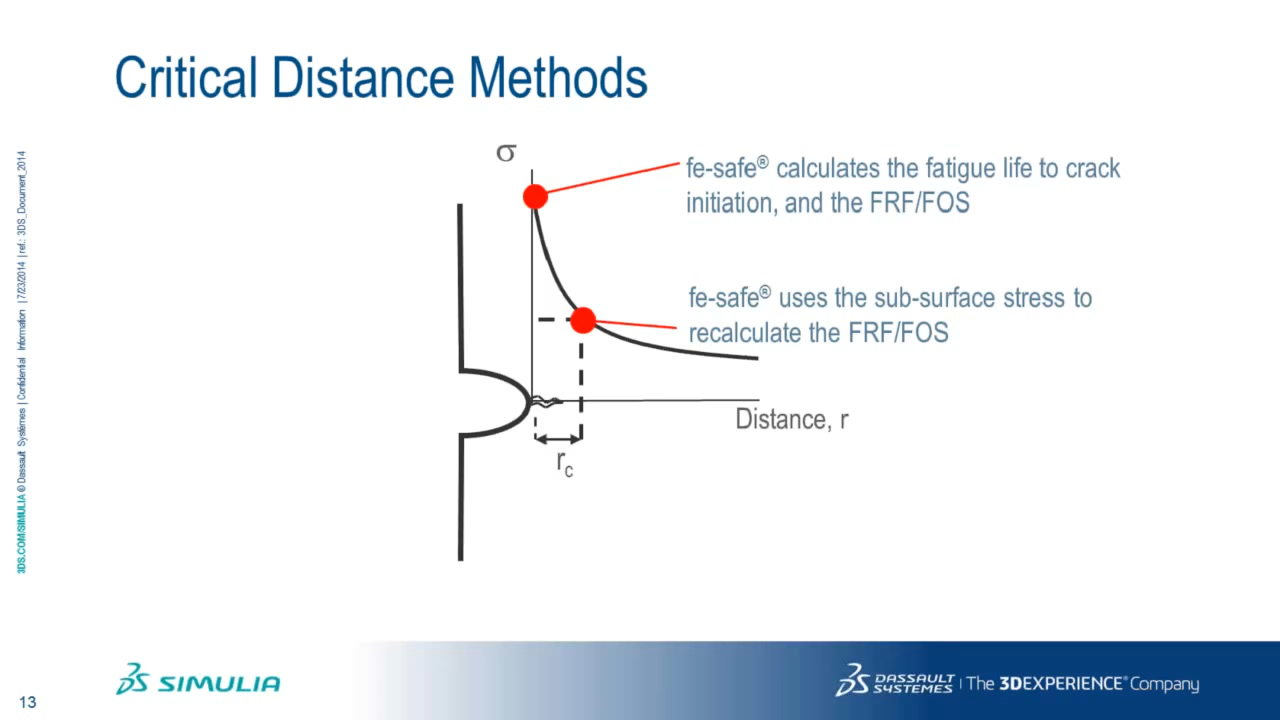 Critical Distance Methods
σ
fe-safe® calculates the fatigue life to crack
initiation, and the FRF/FOS
fe-safe® uses the sub-surface stress to
recalculate the FRF/FOS
Distance, r
rc
3DS.COM/SIMULIA © Dassault Systèmes | Confidential Information | 7/23/2014 | ref.: 3DS_Document_2014
13
3S SIMULIA
3S DASSAULT SYSTEMES | The 3DEXPERIENCE® Company